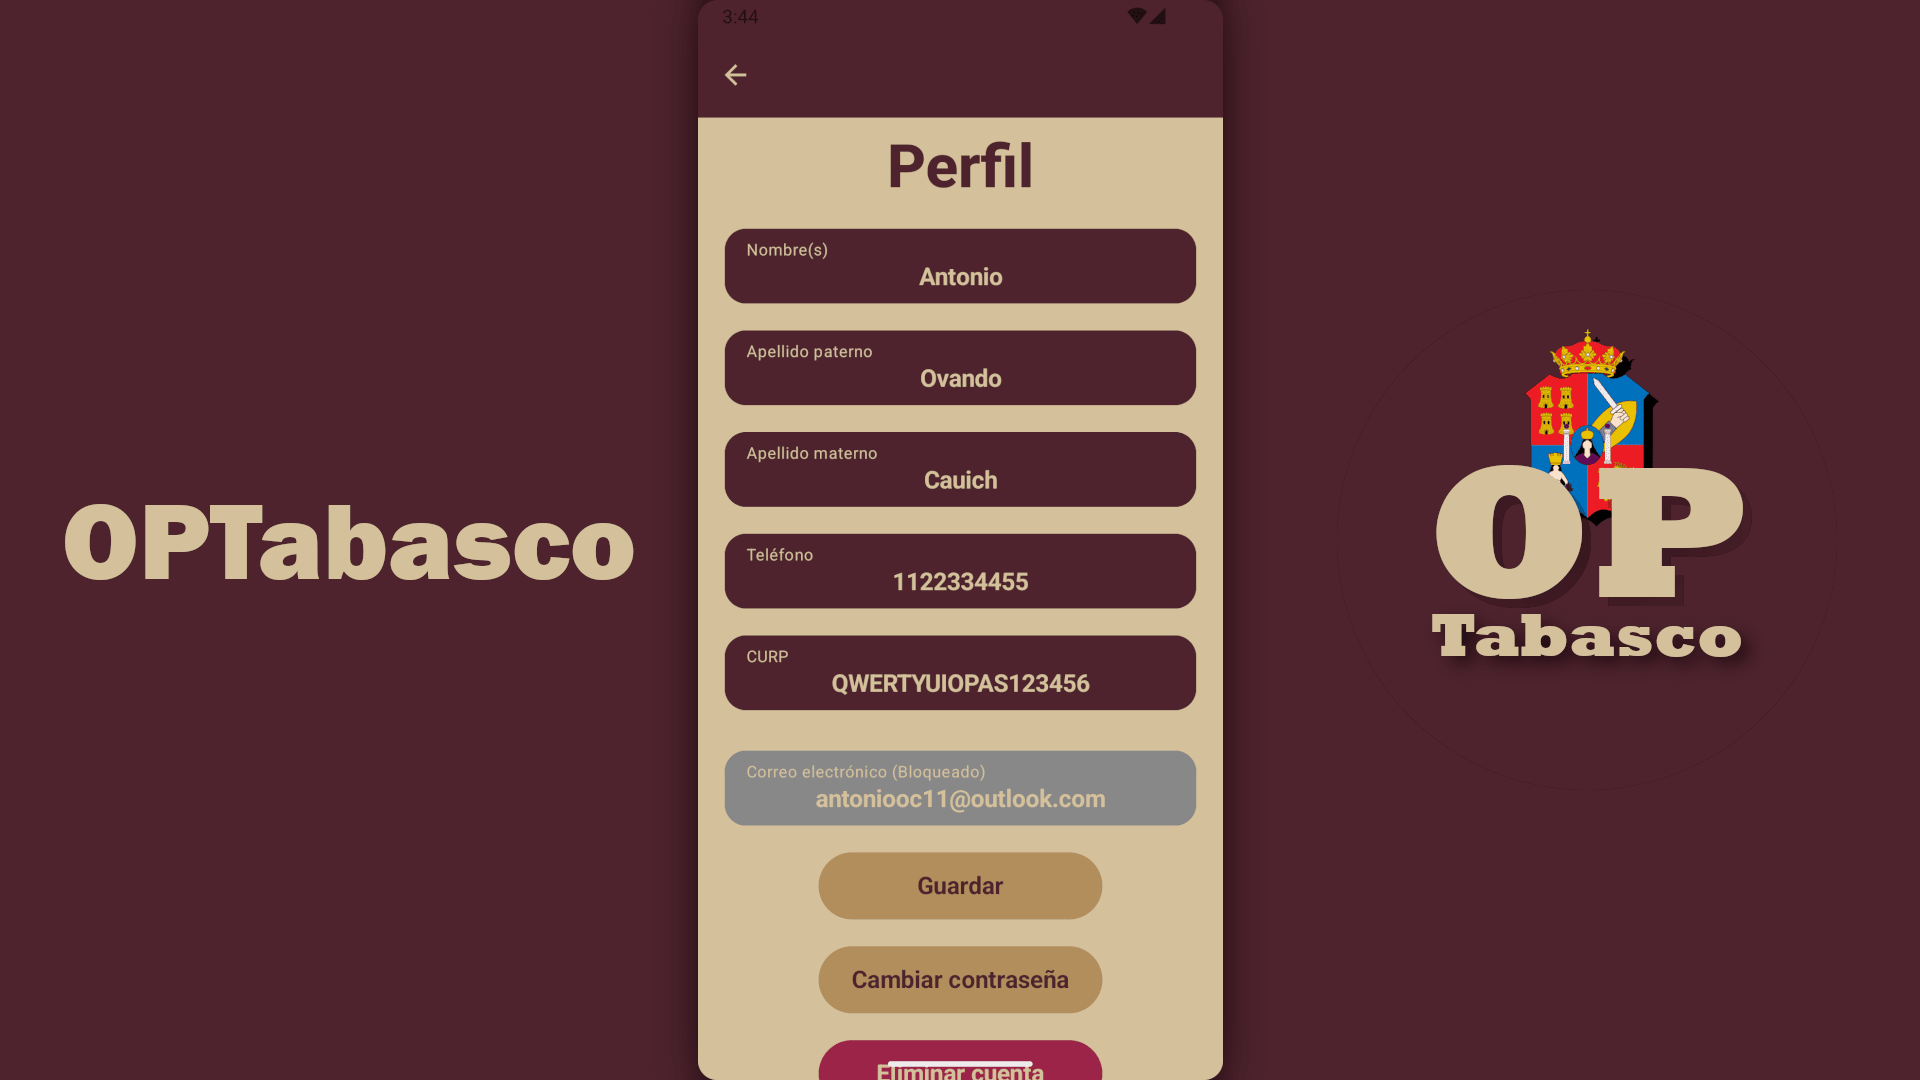 OPTabasco
3:44
Perfil
Nombre(s)
Antonio
Apellido paterno
Ovando
Apellido materno
Cauich
Teléfono
1122334455
CURP
QWERTYUIOPAS123456
Correo electrónico (Bloqueado)
antoniooc11@outlook.com
Guardar
Cambiar contraseña
Eliminar cuenta
OP
Tabasco